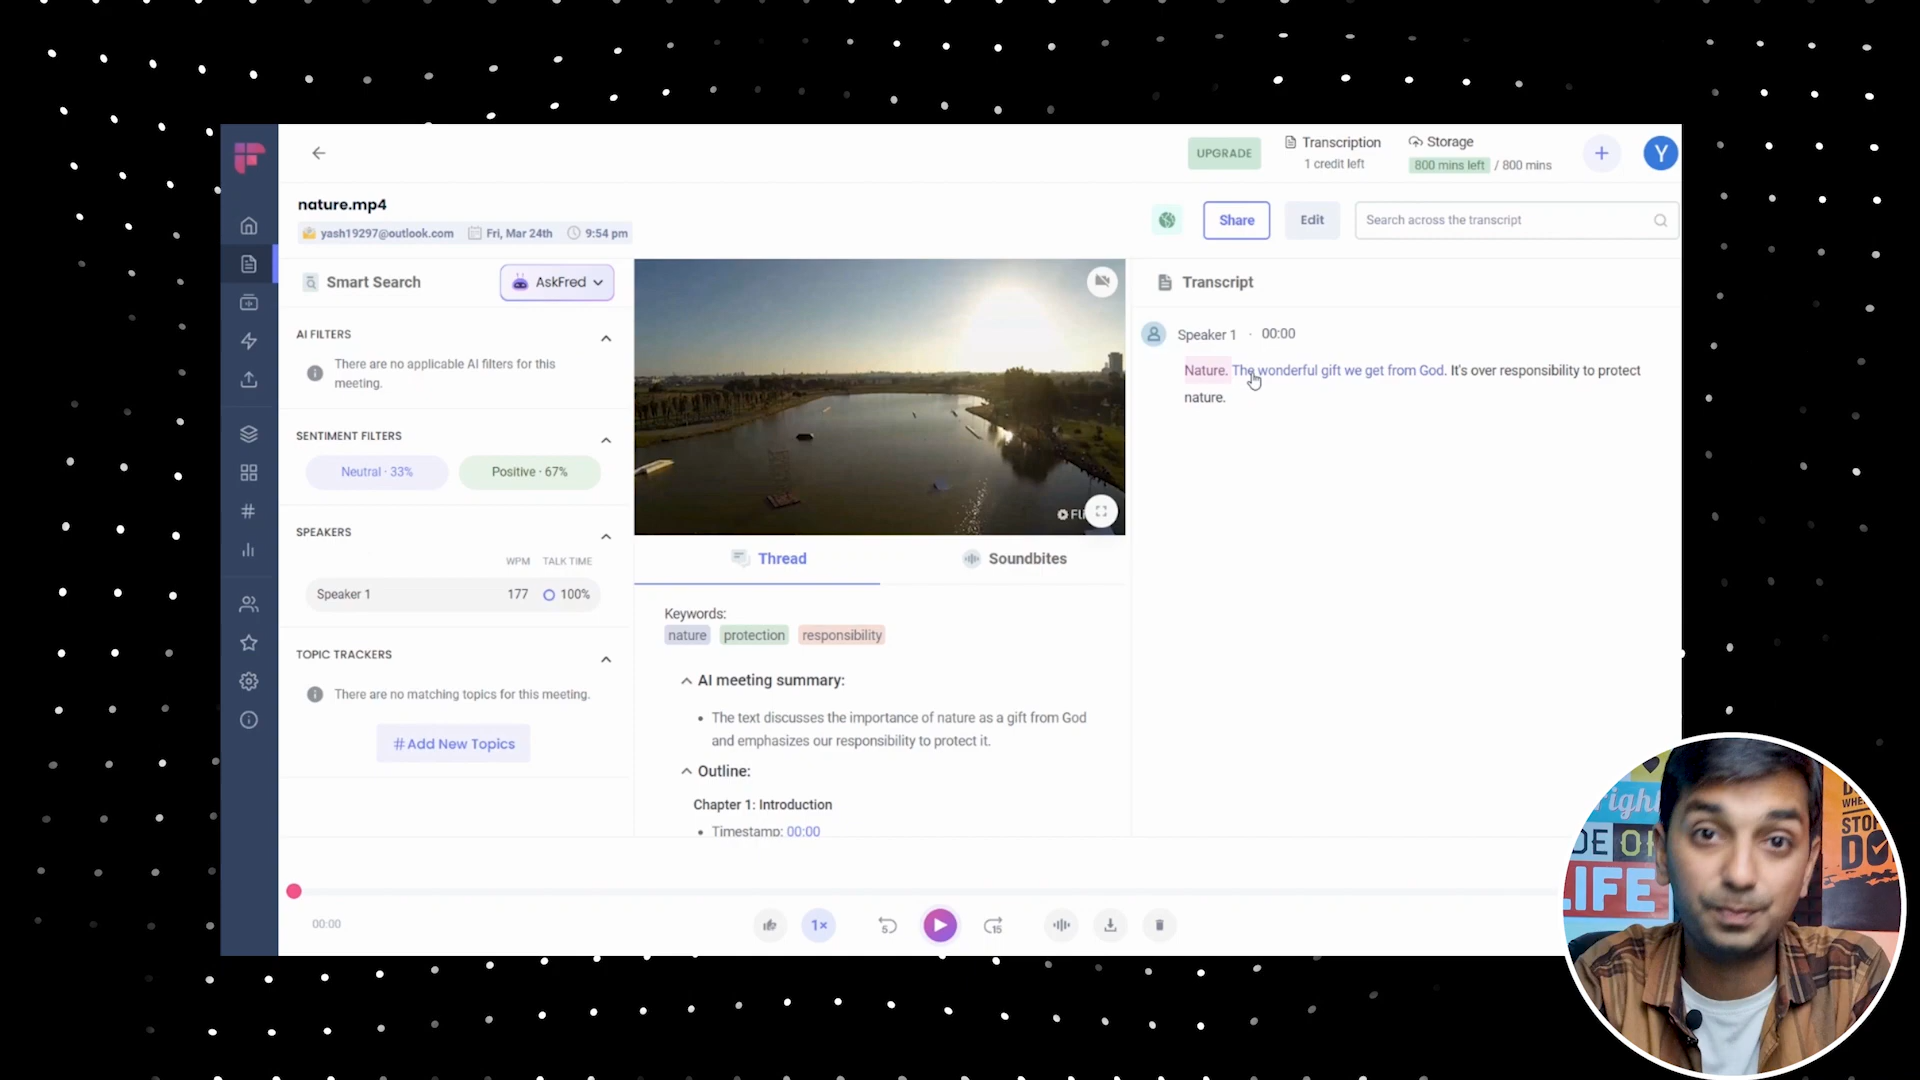 UPGRADE
Transcription
1 credit left
Storage
800 mins left / 800 mins
Y
nature.mp4
yash19297@outlook.com Fri, Mar 24th 9:54 pm
Share
Edit
Search across the transcript
Smart Search
AskFred
AI FILTERS
There are no applicable AI filters for this
meeting.
SENTIMENT FILTERS
Neutral · 33%
Positive · 67%
SPEAKERS
WPM TALK TIME
Speaker 1 177 100%
TOPIC TRACKERS
There are no matching topics for this meeting.
#Add New Topics
Thread
Soundbites
Keywords:
nature protection responsibility
AI meeting summary:
• The text discusses the importance of nature as a gift from God
and emphasizes our responsibility to protect it.
Outline:
Chapter 1: Introduction
• Timestamp: 00:00
Transcript
Speaker 1 · 00:00
Nature. The wonderful gift we get from God. It's over responsibility to protect
nature.
00:00
1×
5
15
LIFE
STOP